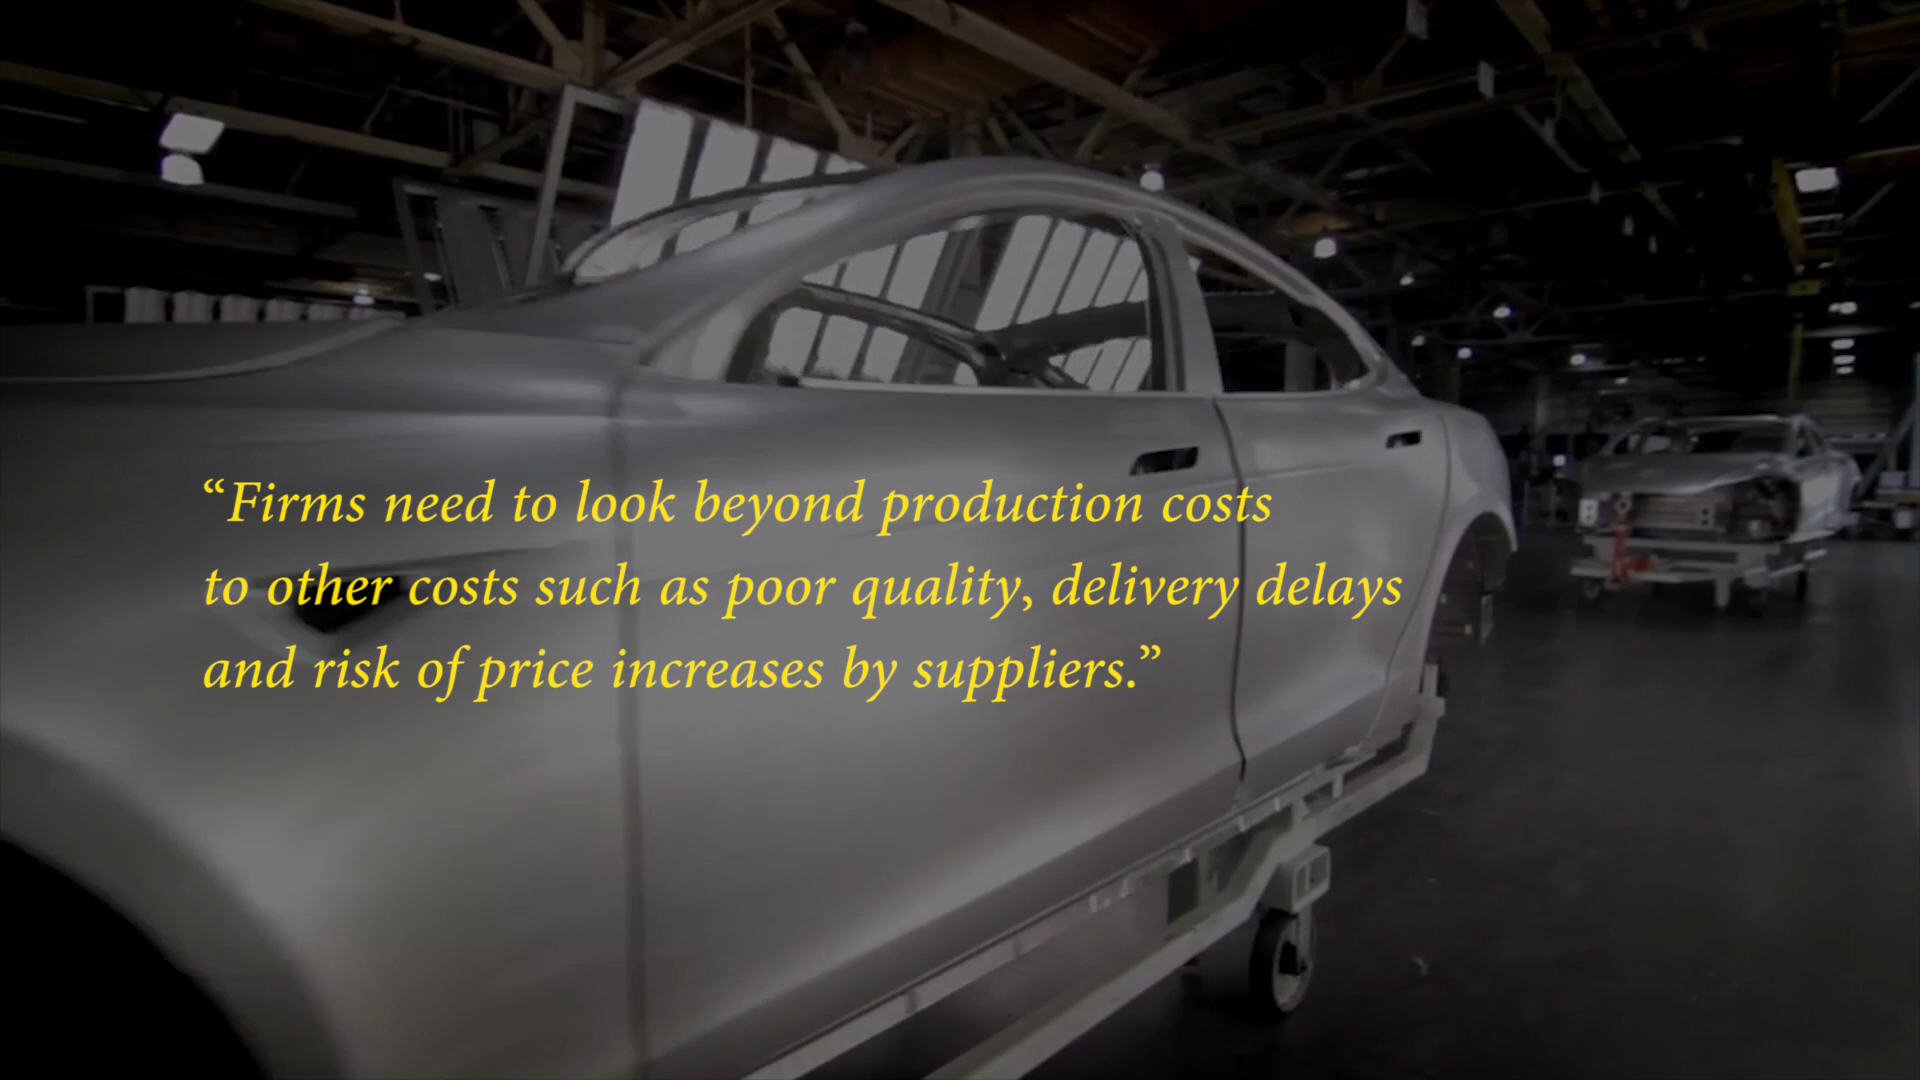 “Firms need to look beyond production costs
to other costs such as poor quality, delivery delays
and risk of price increases by suppliers.”